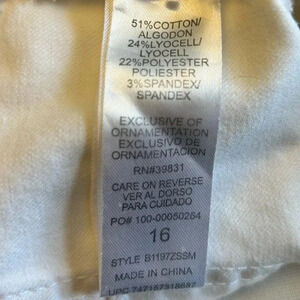 51%COTTON/
ALGODON
24%LYOCELL/
LYOCELL
22%POLYESTER
POLIESTER
3%SPANDEX/
SPANDEX
EXCLUSIVE OF
ORNAMENTATION
EXCLUSIVO DE
ORNAMENTACION
RN#39831
CARE ON REVERSE
VER AL DORSO
PARA CUIDADO
PO# 100-00050264
16
STYLE B1197ZSSM
MADE IN CHINA
UPC